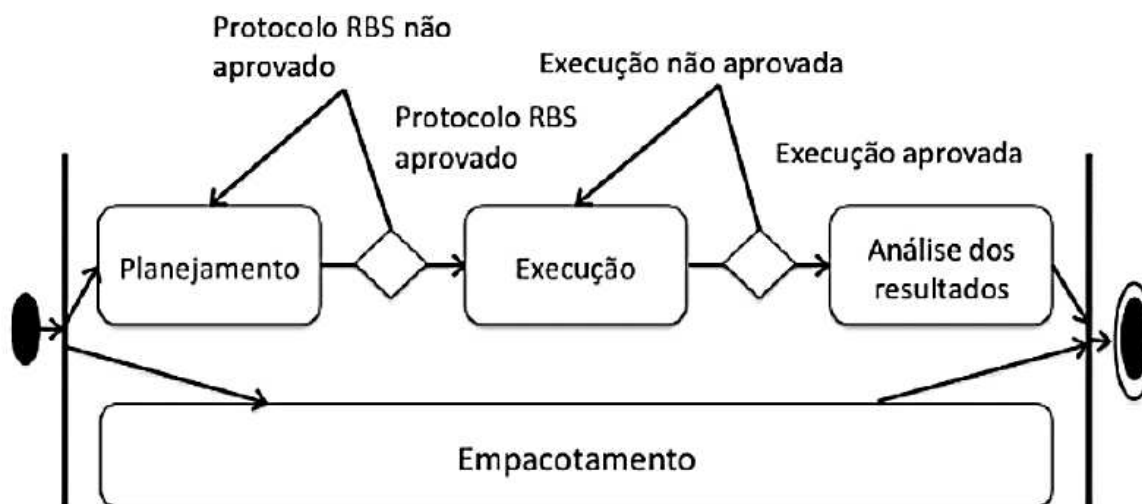 Protocolo RBS não
aprovado
Execução não aprovada
Protocolo RBS
aprovado
Execução aprovada
Planejamento
Execução
Análise dos
resultados
Empacotamento